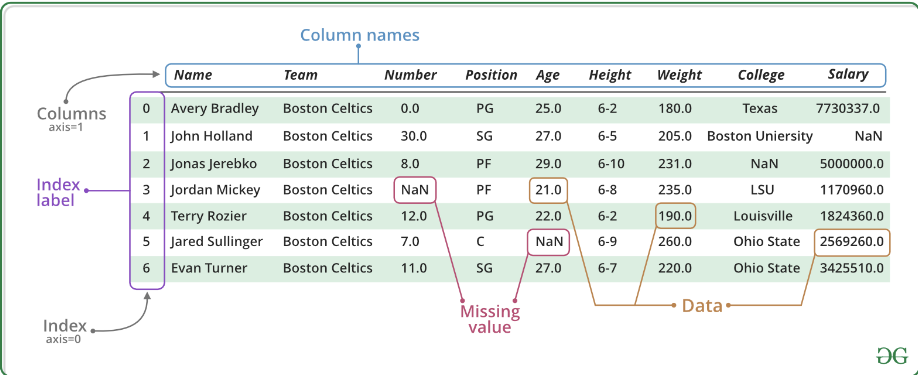 Column names
Name Team Number Position Age Height Weight College Salary
Columns
axis=1
0 Avery Bradley Boston Celtics 0.0 PG 25.0 6-2 180.0 Texas 7730337.0
1 John Holland Boston Celtics 30.0 SG 27.0 6-5 205.0 Boston Uniersity NaN
2 Jonas Jerebko Boston Celtics 8.0 PF 29.0 6-10 231.0 NaN 5000000.0
Index
label
3 Jordan Mickey Boston Celtics NaN PF 21.0 6-8 235.0 LSU 1170960.0
4 Terry Rozier Boston Celtics 12.0 PG 22.0 6-2 190.0 Louisville 1824360.0
5 Jared Sullinger Boston Celtics 7.0 C NaN 6-9 260.0 Ohio State 2569260.0
6 Evan Turner Boston Celtics 11.0 SG 27.0 6-7 220.0 Ohio State 3425510.0
Index
axis=0
Missing
value
Data